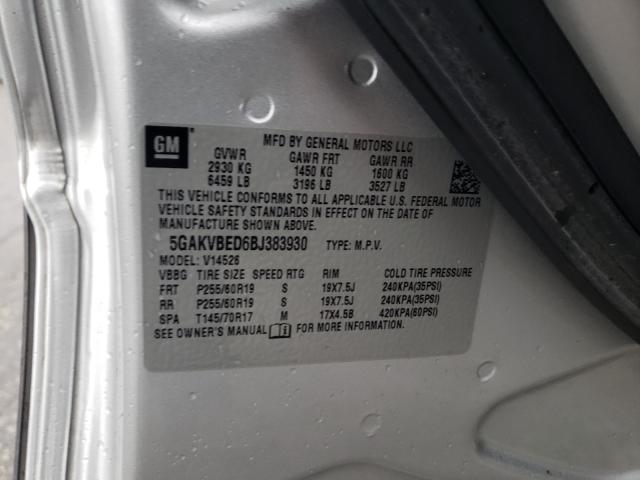 GM
MFD BY GENERAL MOTORS LLC
GVWR GAWR FRT GAWR RR
2930 KG 1450 KG 1600 KG
6459 LB 3196 LB 3527 LB
THIS VEHICLE CONFORMS TO ALL APPLICABLE U.S. FEDERAL MOTOR
VEHICLE SAFETY STANDARDS IN EFFECT ON THE DATE OF
MANUFACTURE SHOWN ABOVE.
5GAKVBED6BJ383930 TYPE: M.P.V.
MODEL: V14526
VBBG TIRE SIZE SPEED RTG RIM COLD TIRE PRESSURE
FRT P255/60R19 S 19X7.5J 240KPA(35PSI)
RR P255/60R19 S 19X7.5J 240KPA(35PSI)
SPA T145/70R17 M 17X4.5B 420KPA(60PSI)
SEE OWNER'S MANUAL FOR MORE INFORMATION.